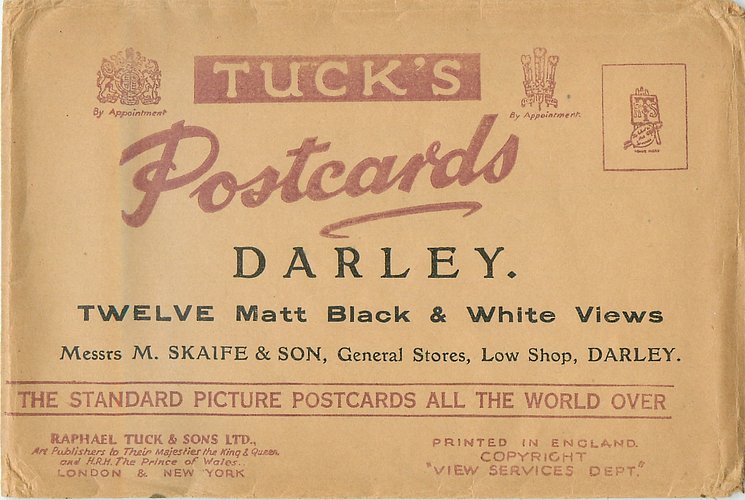 TUCK'S
By Appointment
By Appointment.
Postcards
DARLEY.
TWELVE Matt Black & White Views
Messrs M. SKAIFE & SON, General Stores, Low Shop, DARLEY.
THE STANDARD PICTURE POSTCARDS ALL THE WORLD OVER
RAPHAEL TUCK & SONS LTD.,
Art Publishers to Their Majesties the King & Queen,
and H.R.H. The Prince of Wales.
LONDON & NEW YORK
PRINTED IN ENGLAND.
COPYRIGHT
"VIEW SERVICES DEPT."